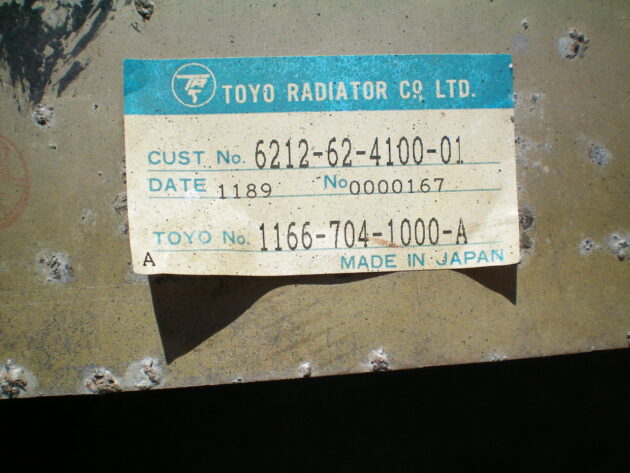 TRT
TOYO RADIATOR Cº LTD.
CUST No. 6212-62-4100-01
DATE 1189 No 0000167
TOYO No. 1166-704-1000-A
A MADE IN JAPAN